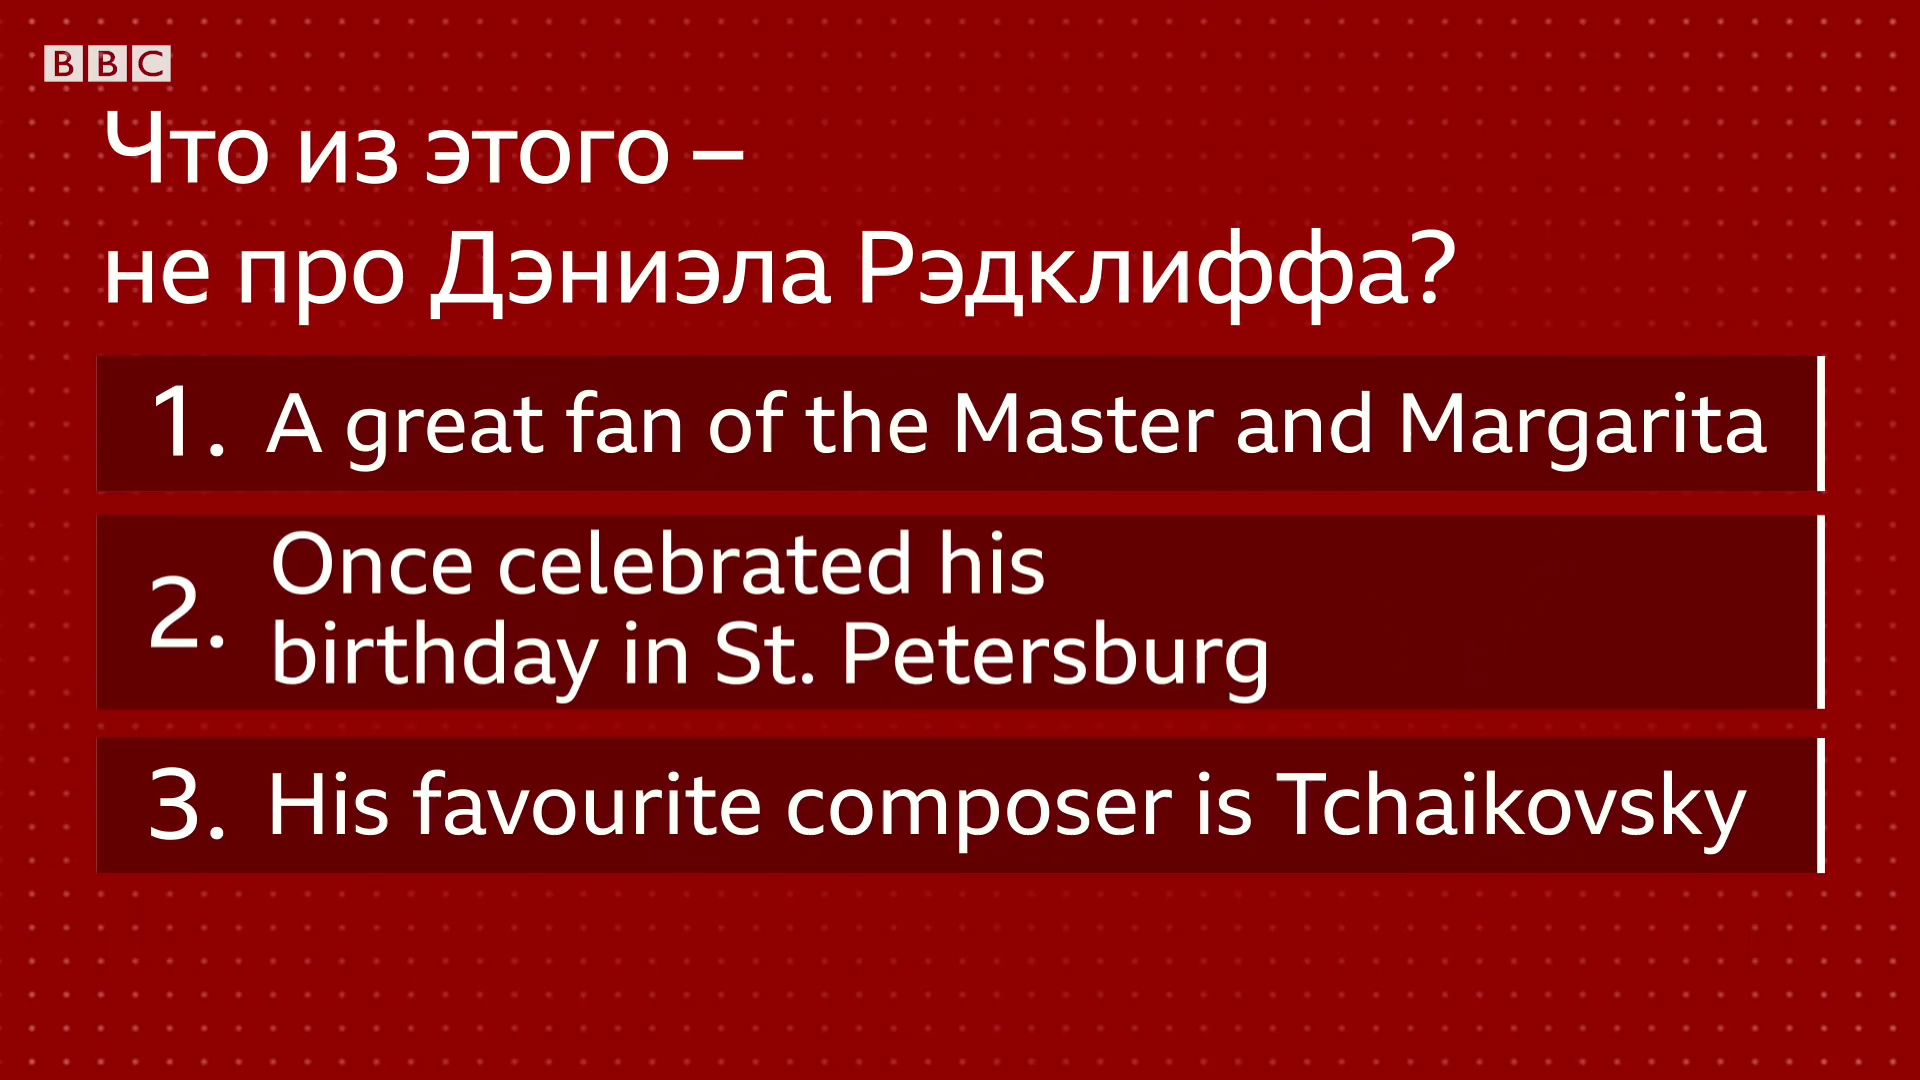 BBC
Что из этого –
не про Дэниэла Рэдклиффа?
1. A great fan of the Master and Margarita
2. Once celebrated his
birthday in St. Petersburg
3. His favourite composer is Tchaikovsky